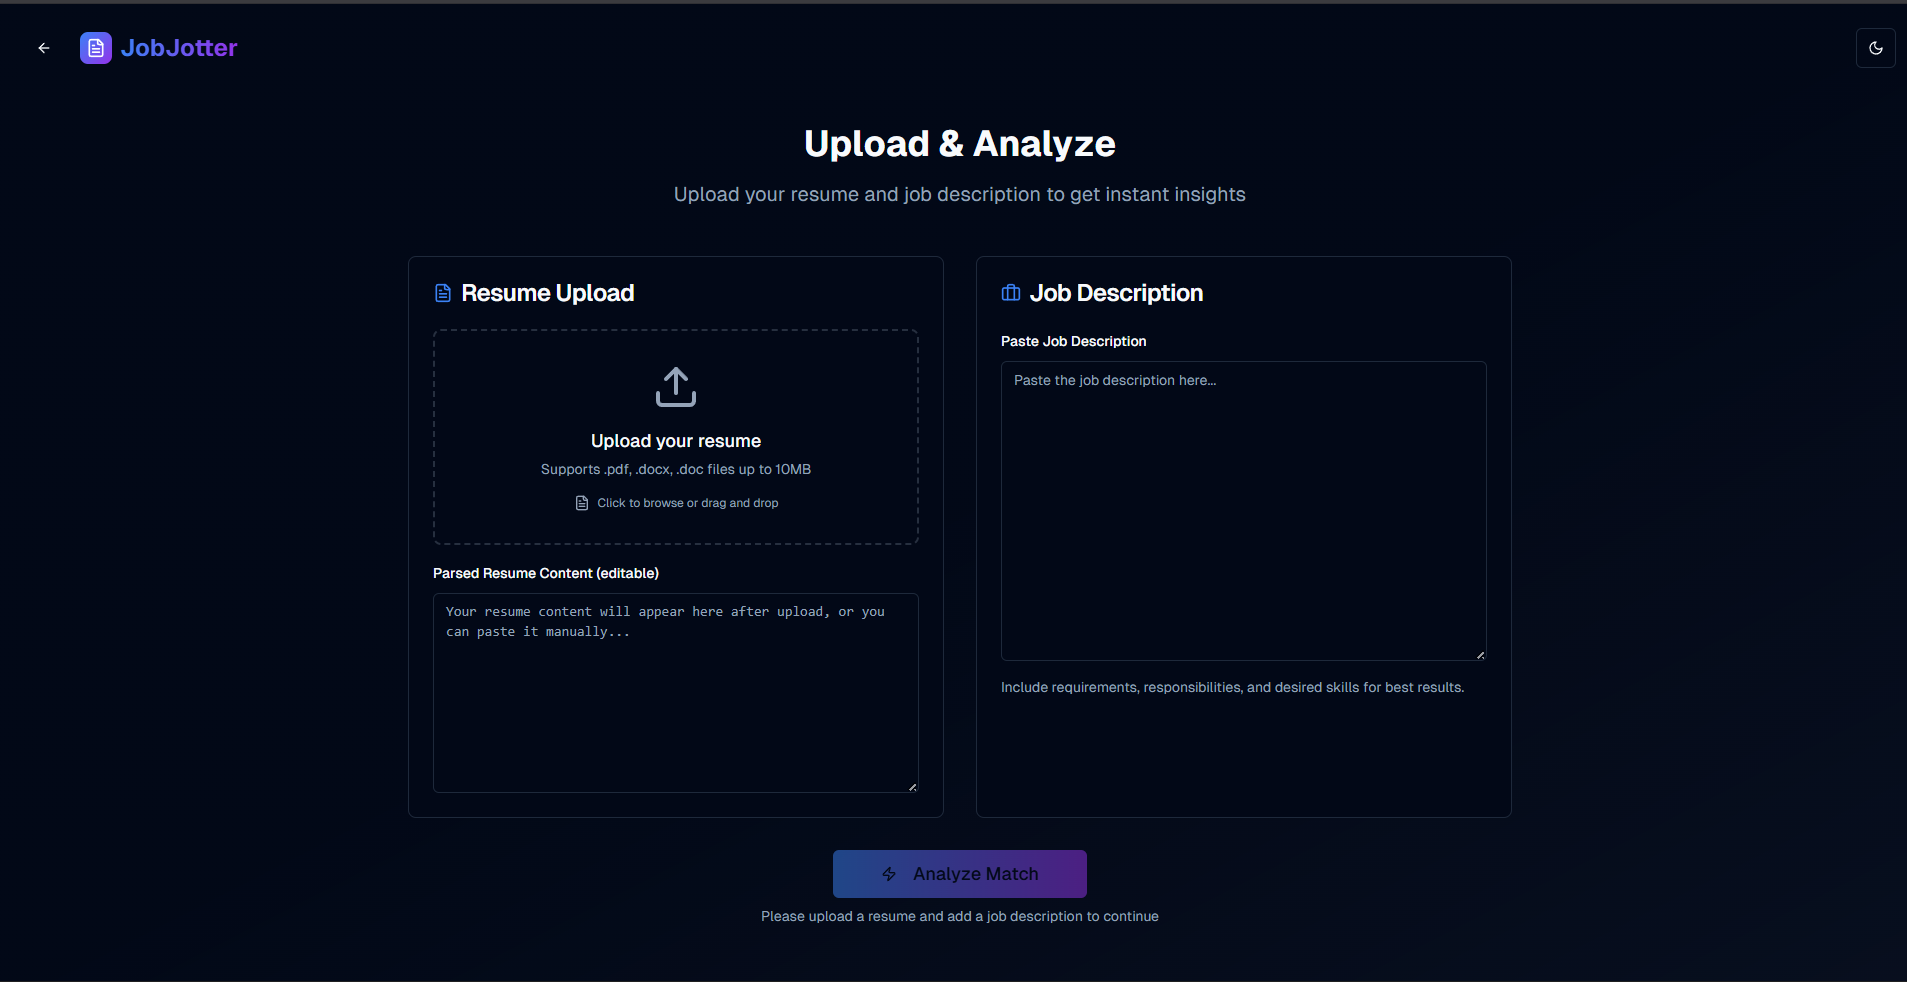 JobJotter
Upload & Analyze
Upload your resume and job description to get instant insights
Resume Upload
Upload your resume
Supports .pdf, .docx, .doc files up to 10MB
Click to browse or drag and drop
Parsed Resume Content (editable)
Your resume content will appear here after upload, or you
can paste it manually...
Job Description
Paste Job Description
Paste the job description here...
Include requirements, responsibilities, and desired skills for best results.
Analyze Match
Please upload a resume and add a job description to continue